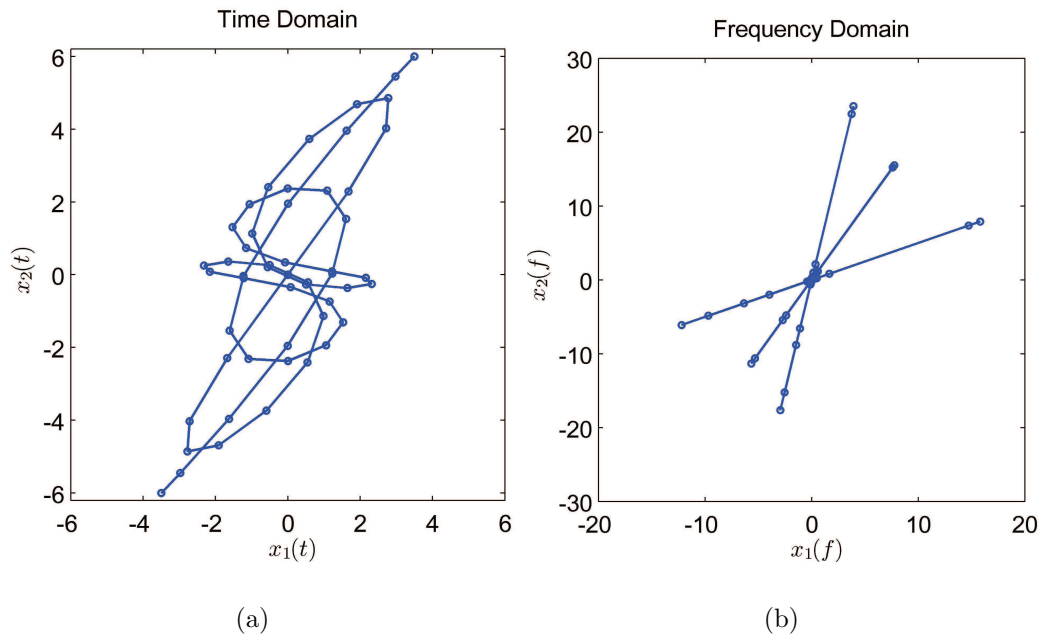 Time Domain
6
4
2
0
-2
-4
-6
-6 -4 -2 0 2 4 6
x₂(t)
x₁(t)
(a)
Frequency Domain
30
20
10
0
-10
-20
-30
-20 -10 0 10 20
x₂(f)
x₁(f)
(b)